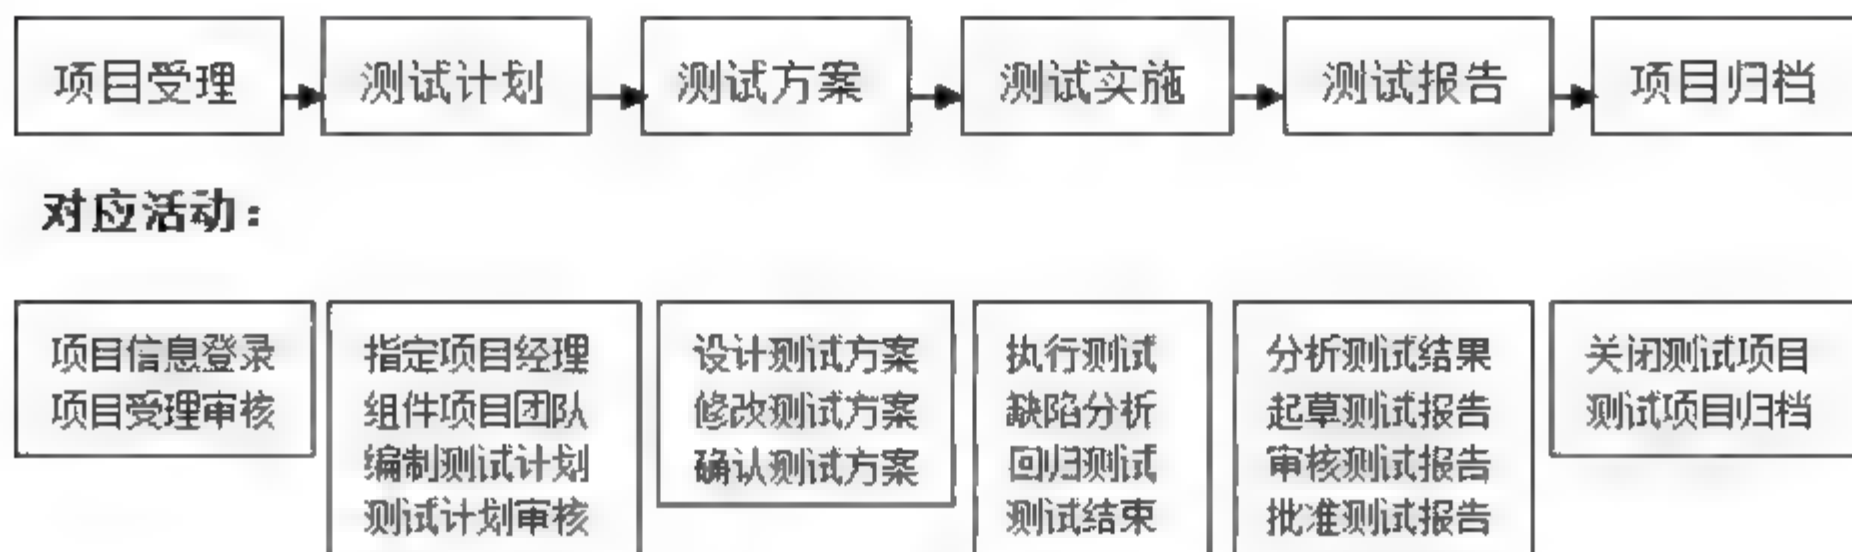 项目受理
测试计划
测试方案
测试实施
测试报告
项目归档
对应活动：
项目信息登录
项目受理审核
指定项目经理
组件项目团队
编制测试计划
测试计划审核
设计测试方案
修改测试方案
确认测试方案
执行测试
缺陷分析
回归测试
测试结束
分析测试结果
起草测试报告
审核测试报告
批准测试报告
关闭测试项目
测试项目归档